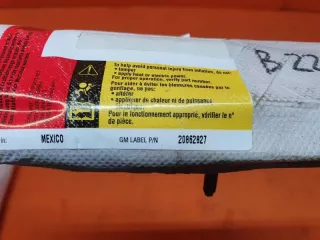 To help avoid personal injury from inflation, do not:
• tamper
• apply heat or electric power.
For proper operation, verify part number.
Pour aider à éviter les blessures causées par le
gonflage, ne pas:
• altérer
• appliquer de chaleur ni de puissance
Pour le fonctionnement approprié, vérifier le n°
de pièce.
in: MEXICO GM LABEL P/N 20862827
B22